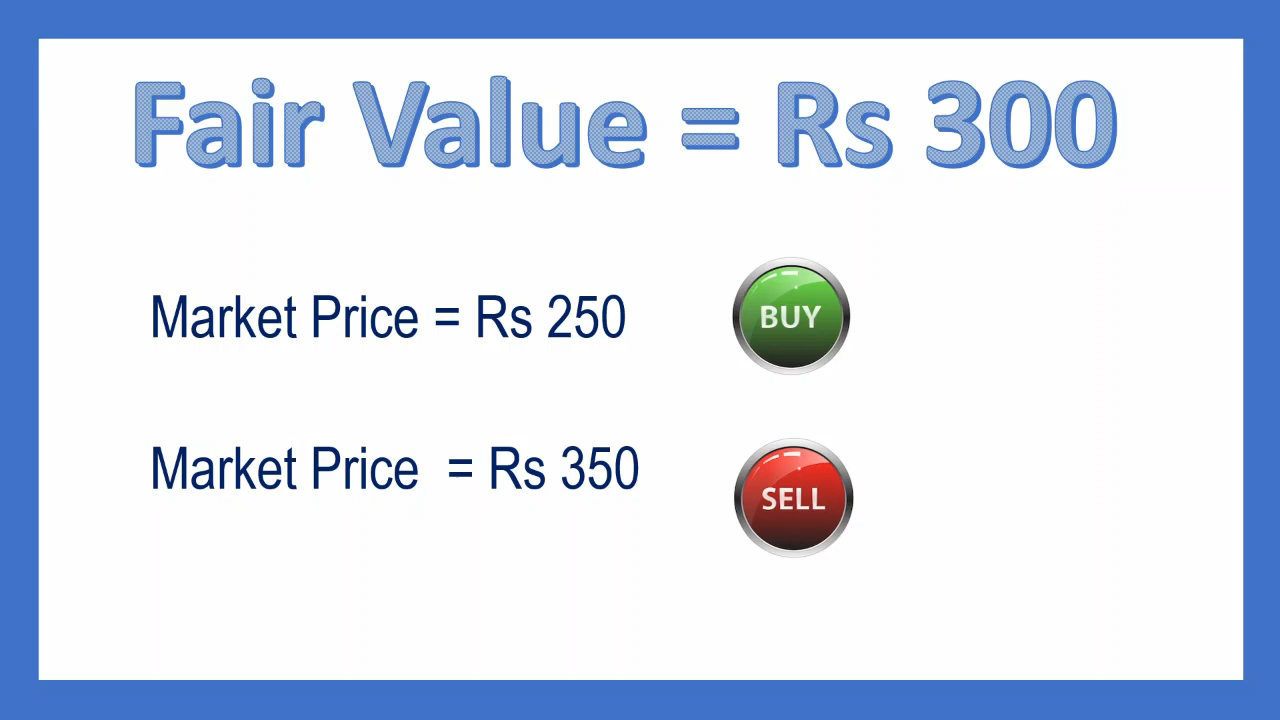 Fair Value = Rs 300
Market Price = Rs 250
BUY
Market Price = Rs 350
SELL